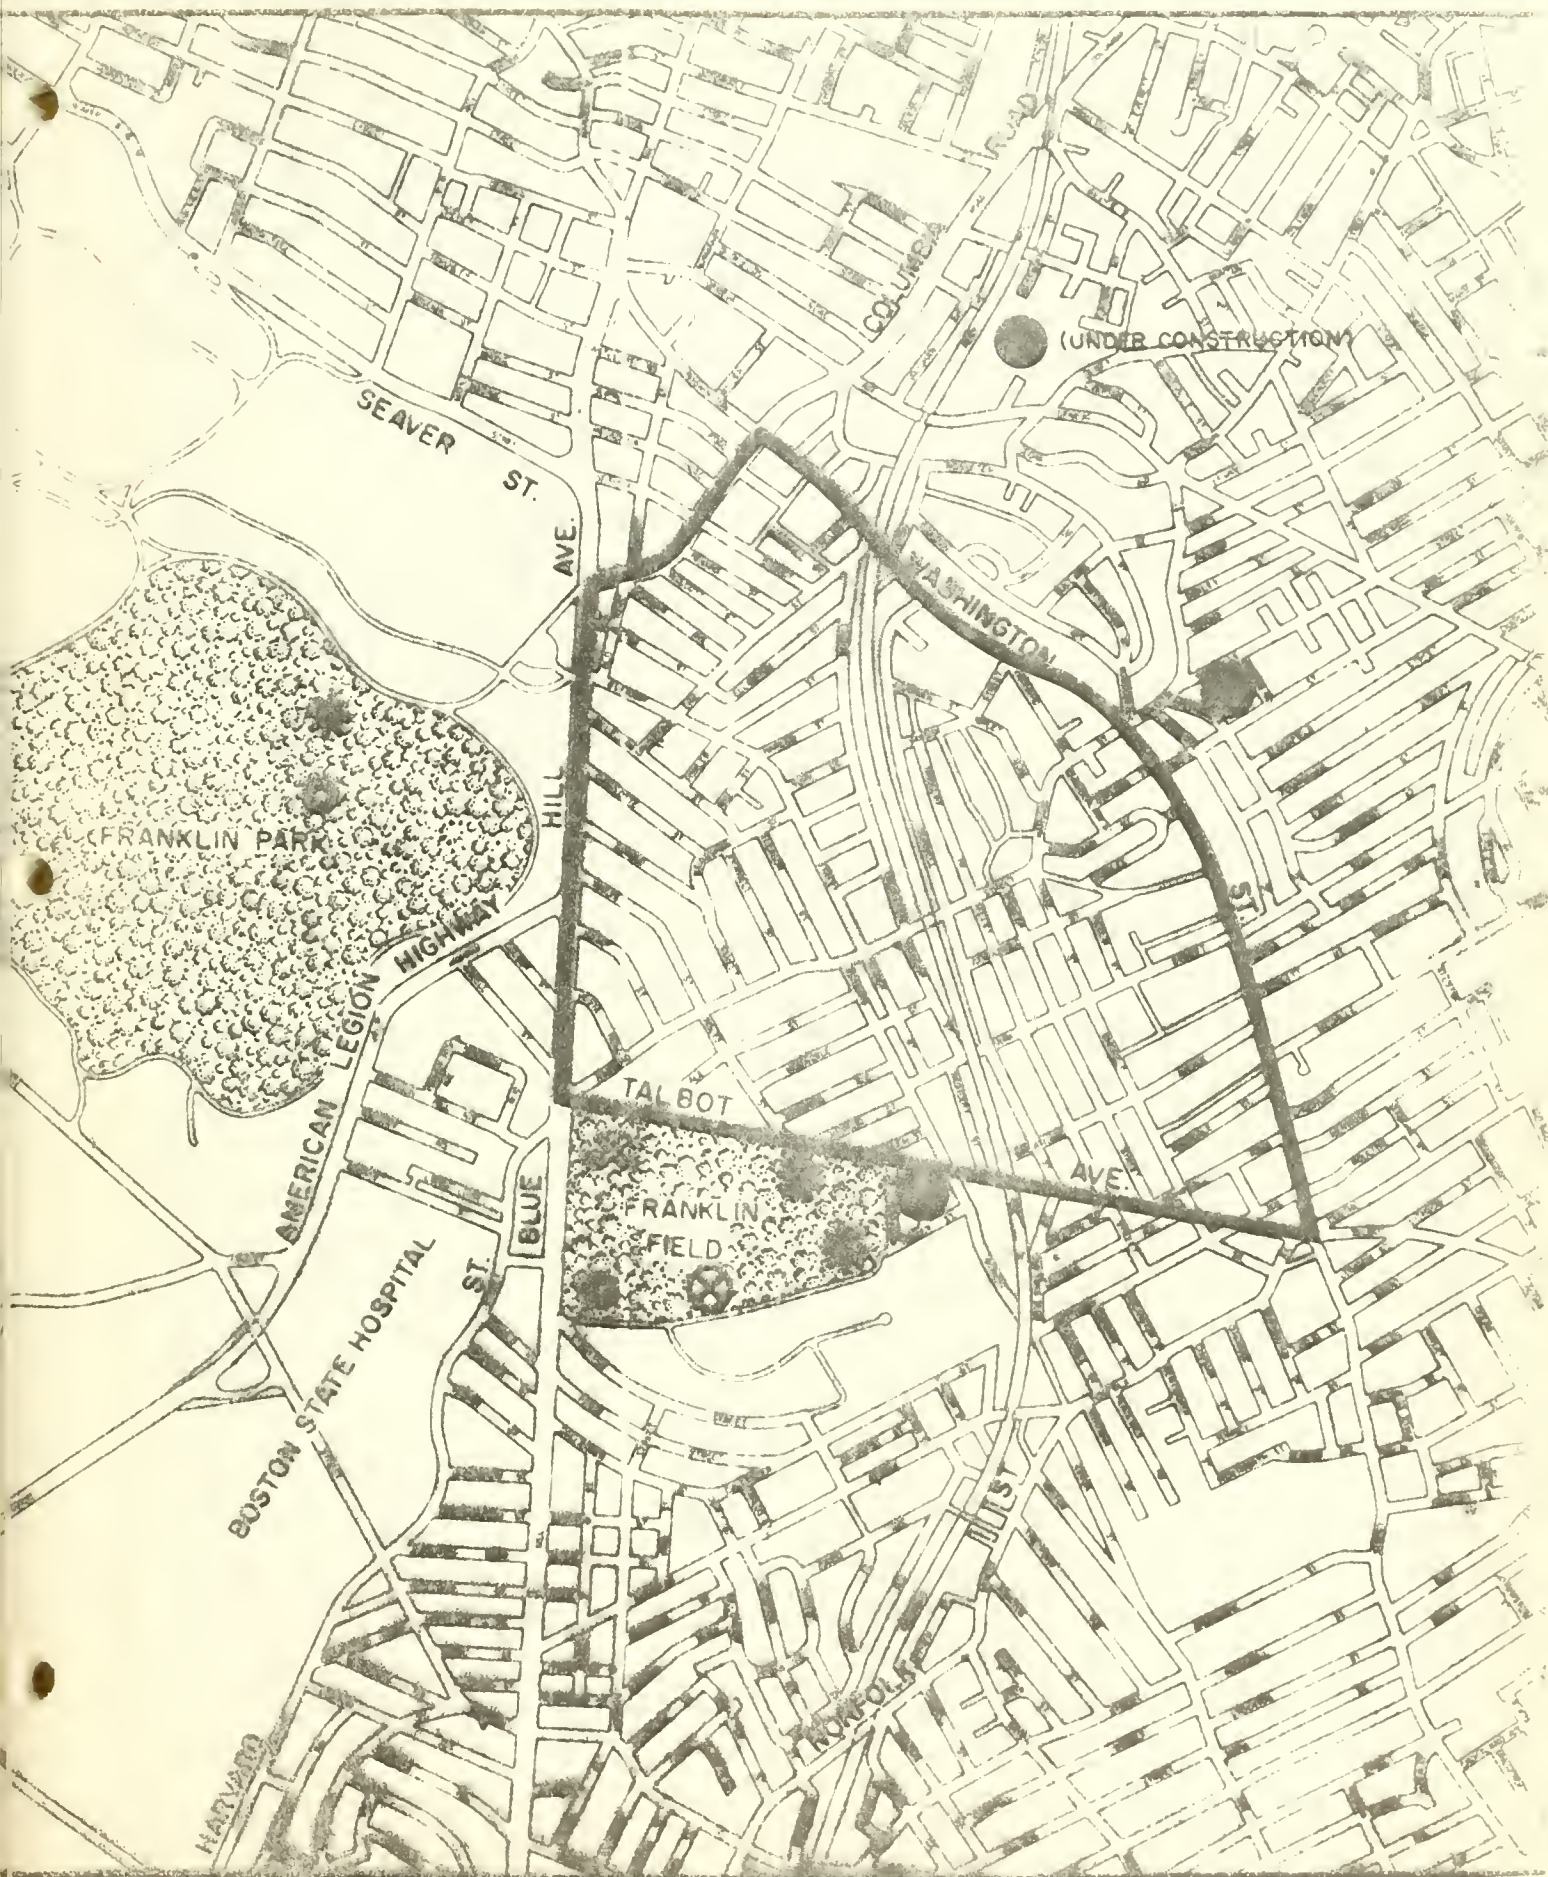 ROAD
COLUMBIA
(UNDER CONSTRUCTION)
SEAVER ST.
AVE.
WASHINGTON
HILL
FRANKLIN PARK
ST.
AMERICAN LEGION HIGHWAY
TALBOT
AVE.
BLUE
FRANKLIN
FIELD
ST.
BOSTON STATE HOSPITAL
ST.
NORFOLK
HARVARD